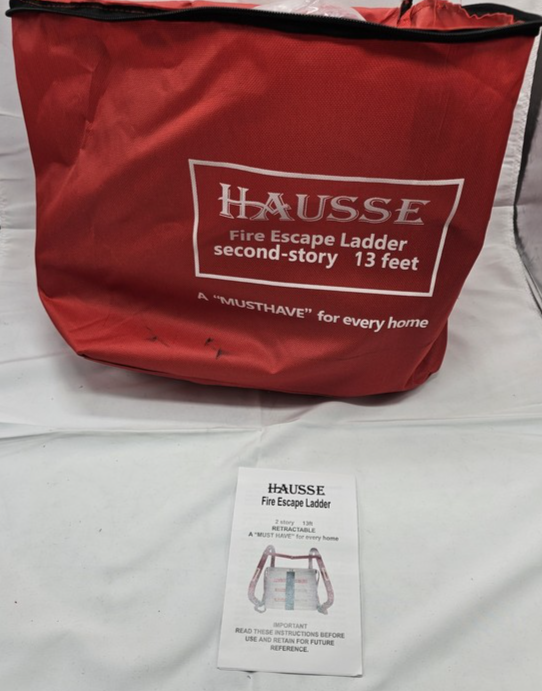 HAUSSE
Fire Escape Ladder
second-story 13 feet
A "MUSTHAVE" for every home
HAUSSE
Fire Escape Ladder
2 story 13ft
RETRACTABLE
A "MUST HAVE" for every home
IMPORTANT
READ THESE INSTRUCTIONS BEFORE
USE AND RETAIN FOR FUTURE
REFERENCE.